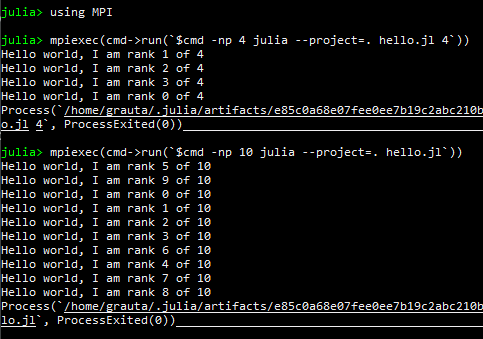 julia> using MPI
julia> mpiexec(cmd->run(`$cmd -np 4 julia --project=. hello.jl 4`))
Hello world, I am rank 1 of 4
Hello world, I am rank 2 of 4
Hello world, I am rank 3 of 4
Hello world, I am rank 0 of 4
Process(`/home/grauta/.julia/artifacts/e85c0a68e07fee0ee7b19c2abc210b
o.jl 4`, ProcessExited(0))
julia> mpiexec(cmd->run(`$cmd -np 10 julia --project=. hello.jl`))
Hello world, I am rank 5 of 10
Hello world, I am rank 9 of 10
Hello world, I am rank 0 of 10
Hello world, I am rank 1 of 10
Hello world, I am rank 2 of 10
Hello world, I am rank 3 of 10
Hello world, I am rank 6 of 10
Hello world, I am rank 4 of 10
Hello world, I am rank 7 of 10
Hello world, I am rank 8 of 10
Process(`/home/grauta/.julia/artifacts/e85c0a68e07fee0ee7b19c2abc210b
lo.jl`, ProcessExited(0))